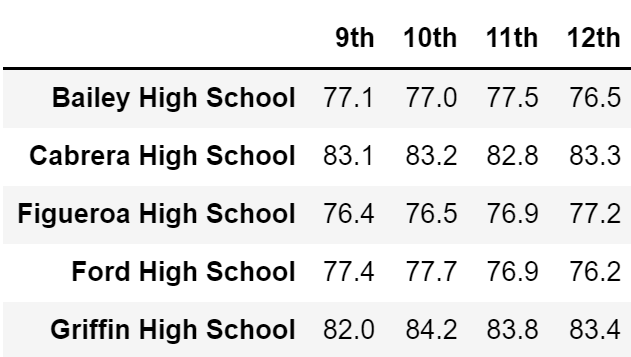 9th 10th 11th 12th
Bailey High School 77.1 77.0 77.5 76.5
Cabrera High School 83.1 83.2 82.8 83.3
Figueroa High School 76.4 76.5 76.9 77.2
Ford High School 77.4 77.7 76.9 76.2
Griffin High School 82.0 84.2 83.8 83.4